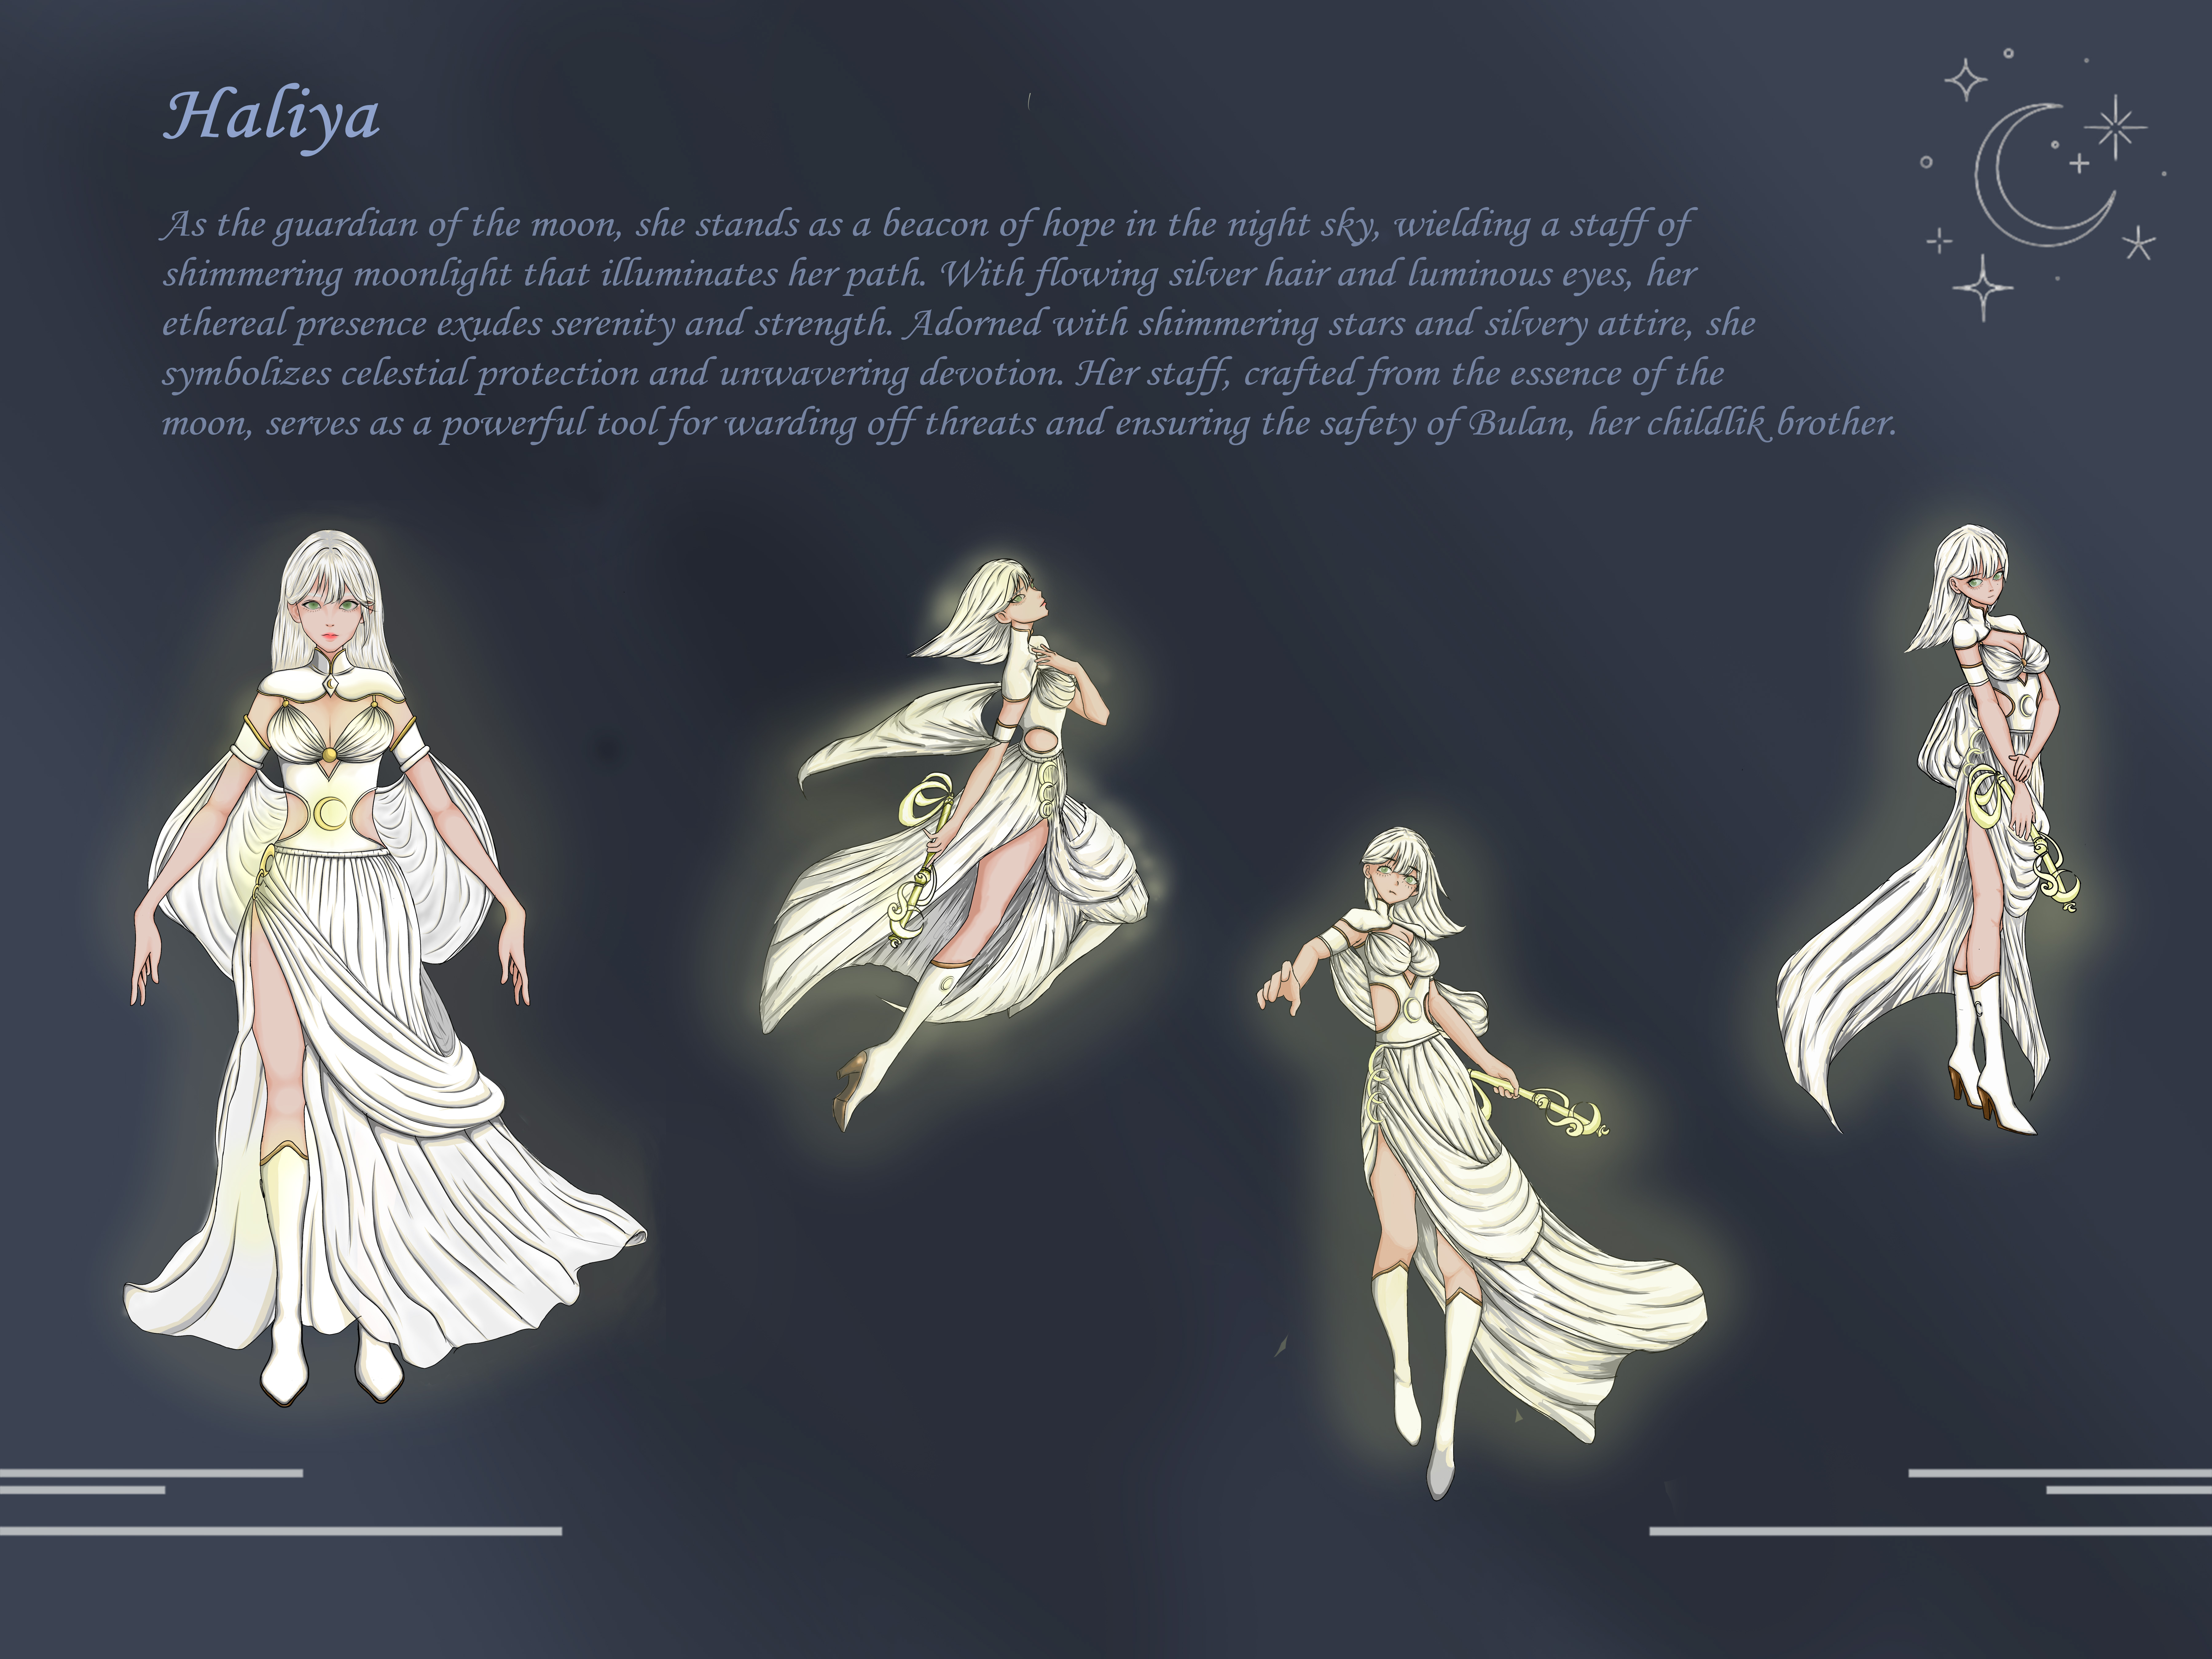 Haliya
As the guardian of the moon, she stands as a beacon of hope in the night sky, wielding a staff of
shimmering moonlight that illuminates her path. With flowing silver hair and luminous eyes, her
ethereal presence exudes serenity and strength. Adorned with shimmering stars and silvery attire, she
symbolizes celestial protection and unwavering devotion. Her staff, crafted from the essence of the
moon, serves as a powerful tool for warding off threats and ensuring the safety of Bulan, her childlik brother.